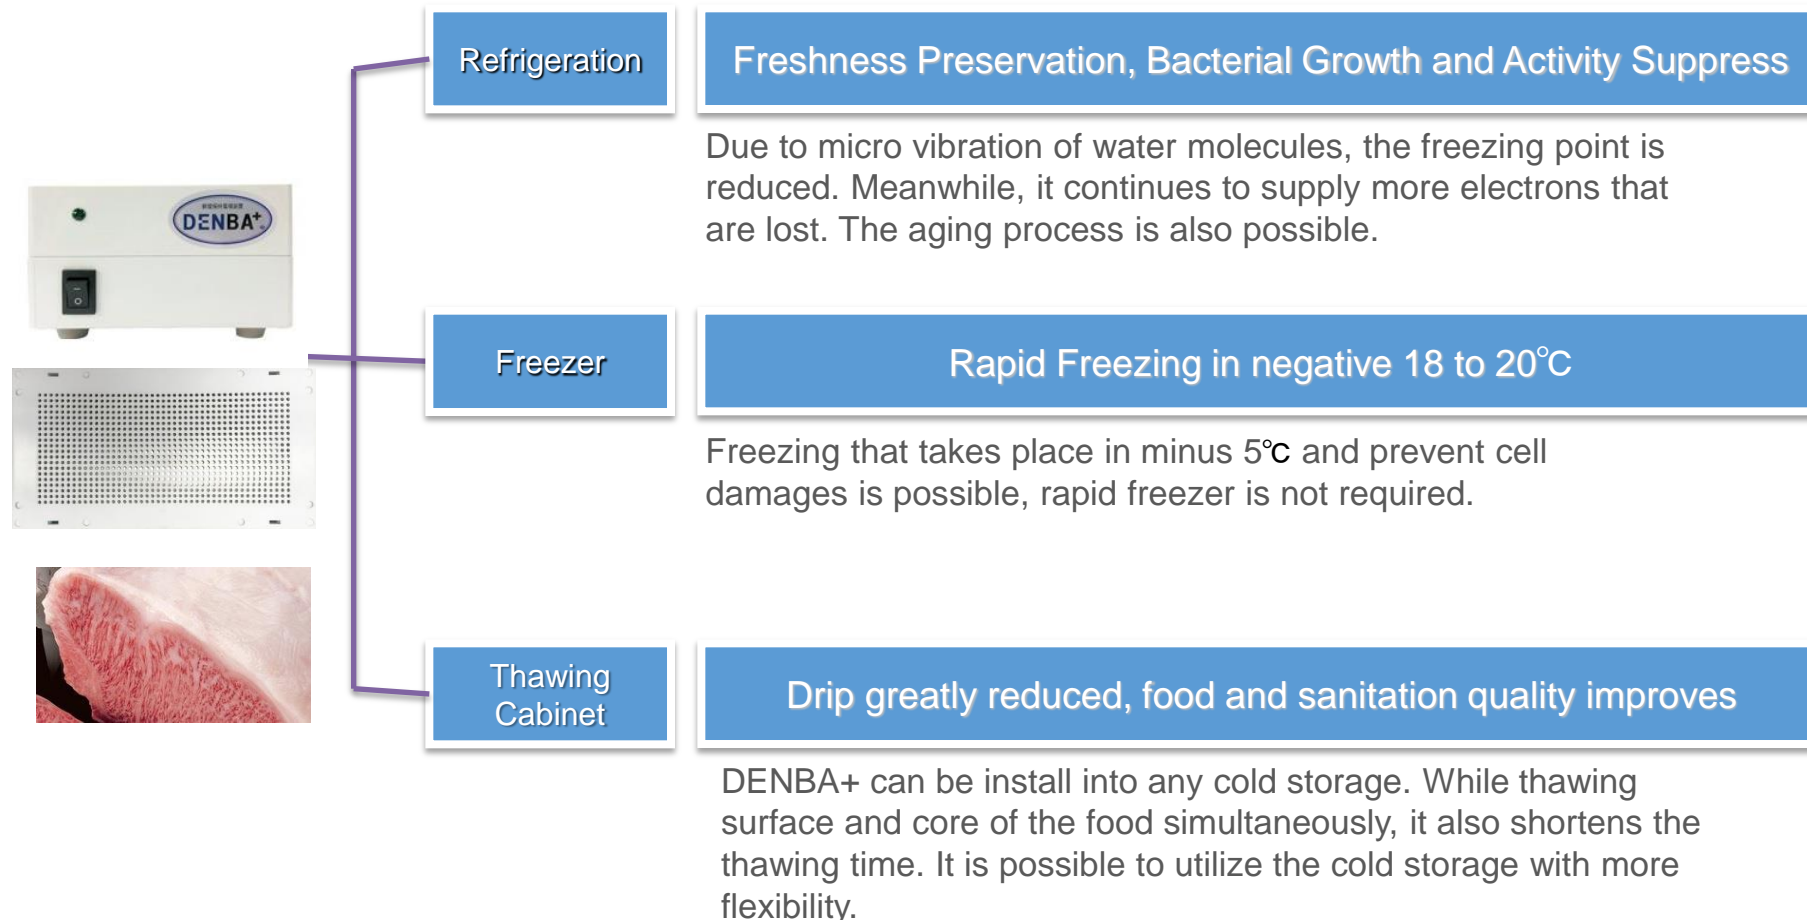 Refrigeration
Freshness Preservation, Bacterial Growth and Activity Suppress
Due to micro vibration of water molecules, the freezing point is
reduced. Meanwhile, it continues to supply more electrons that
are lost. The aging process is also possible.
DENBA+
Freezer
Rapid Freezing in negative 18 to 20℃
Freezing that takes place in minus 5℃ and prevent cell
damages is possible, rapid freezer is not required.
Thawing
Cabinet
Drip greatly reduced, food and sanitation quality improves
DENBA+ can be install into any cold storage. While thawing
surface and core of the food simultaneously, it also shortens the
thawing time. It is possible to utilize the cold storage with more
flexibility.